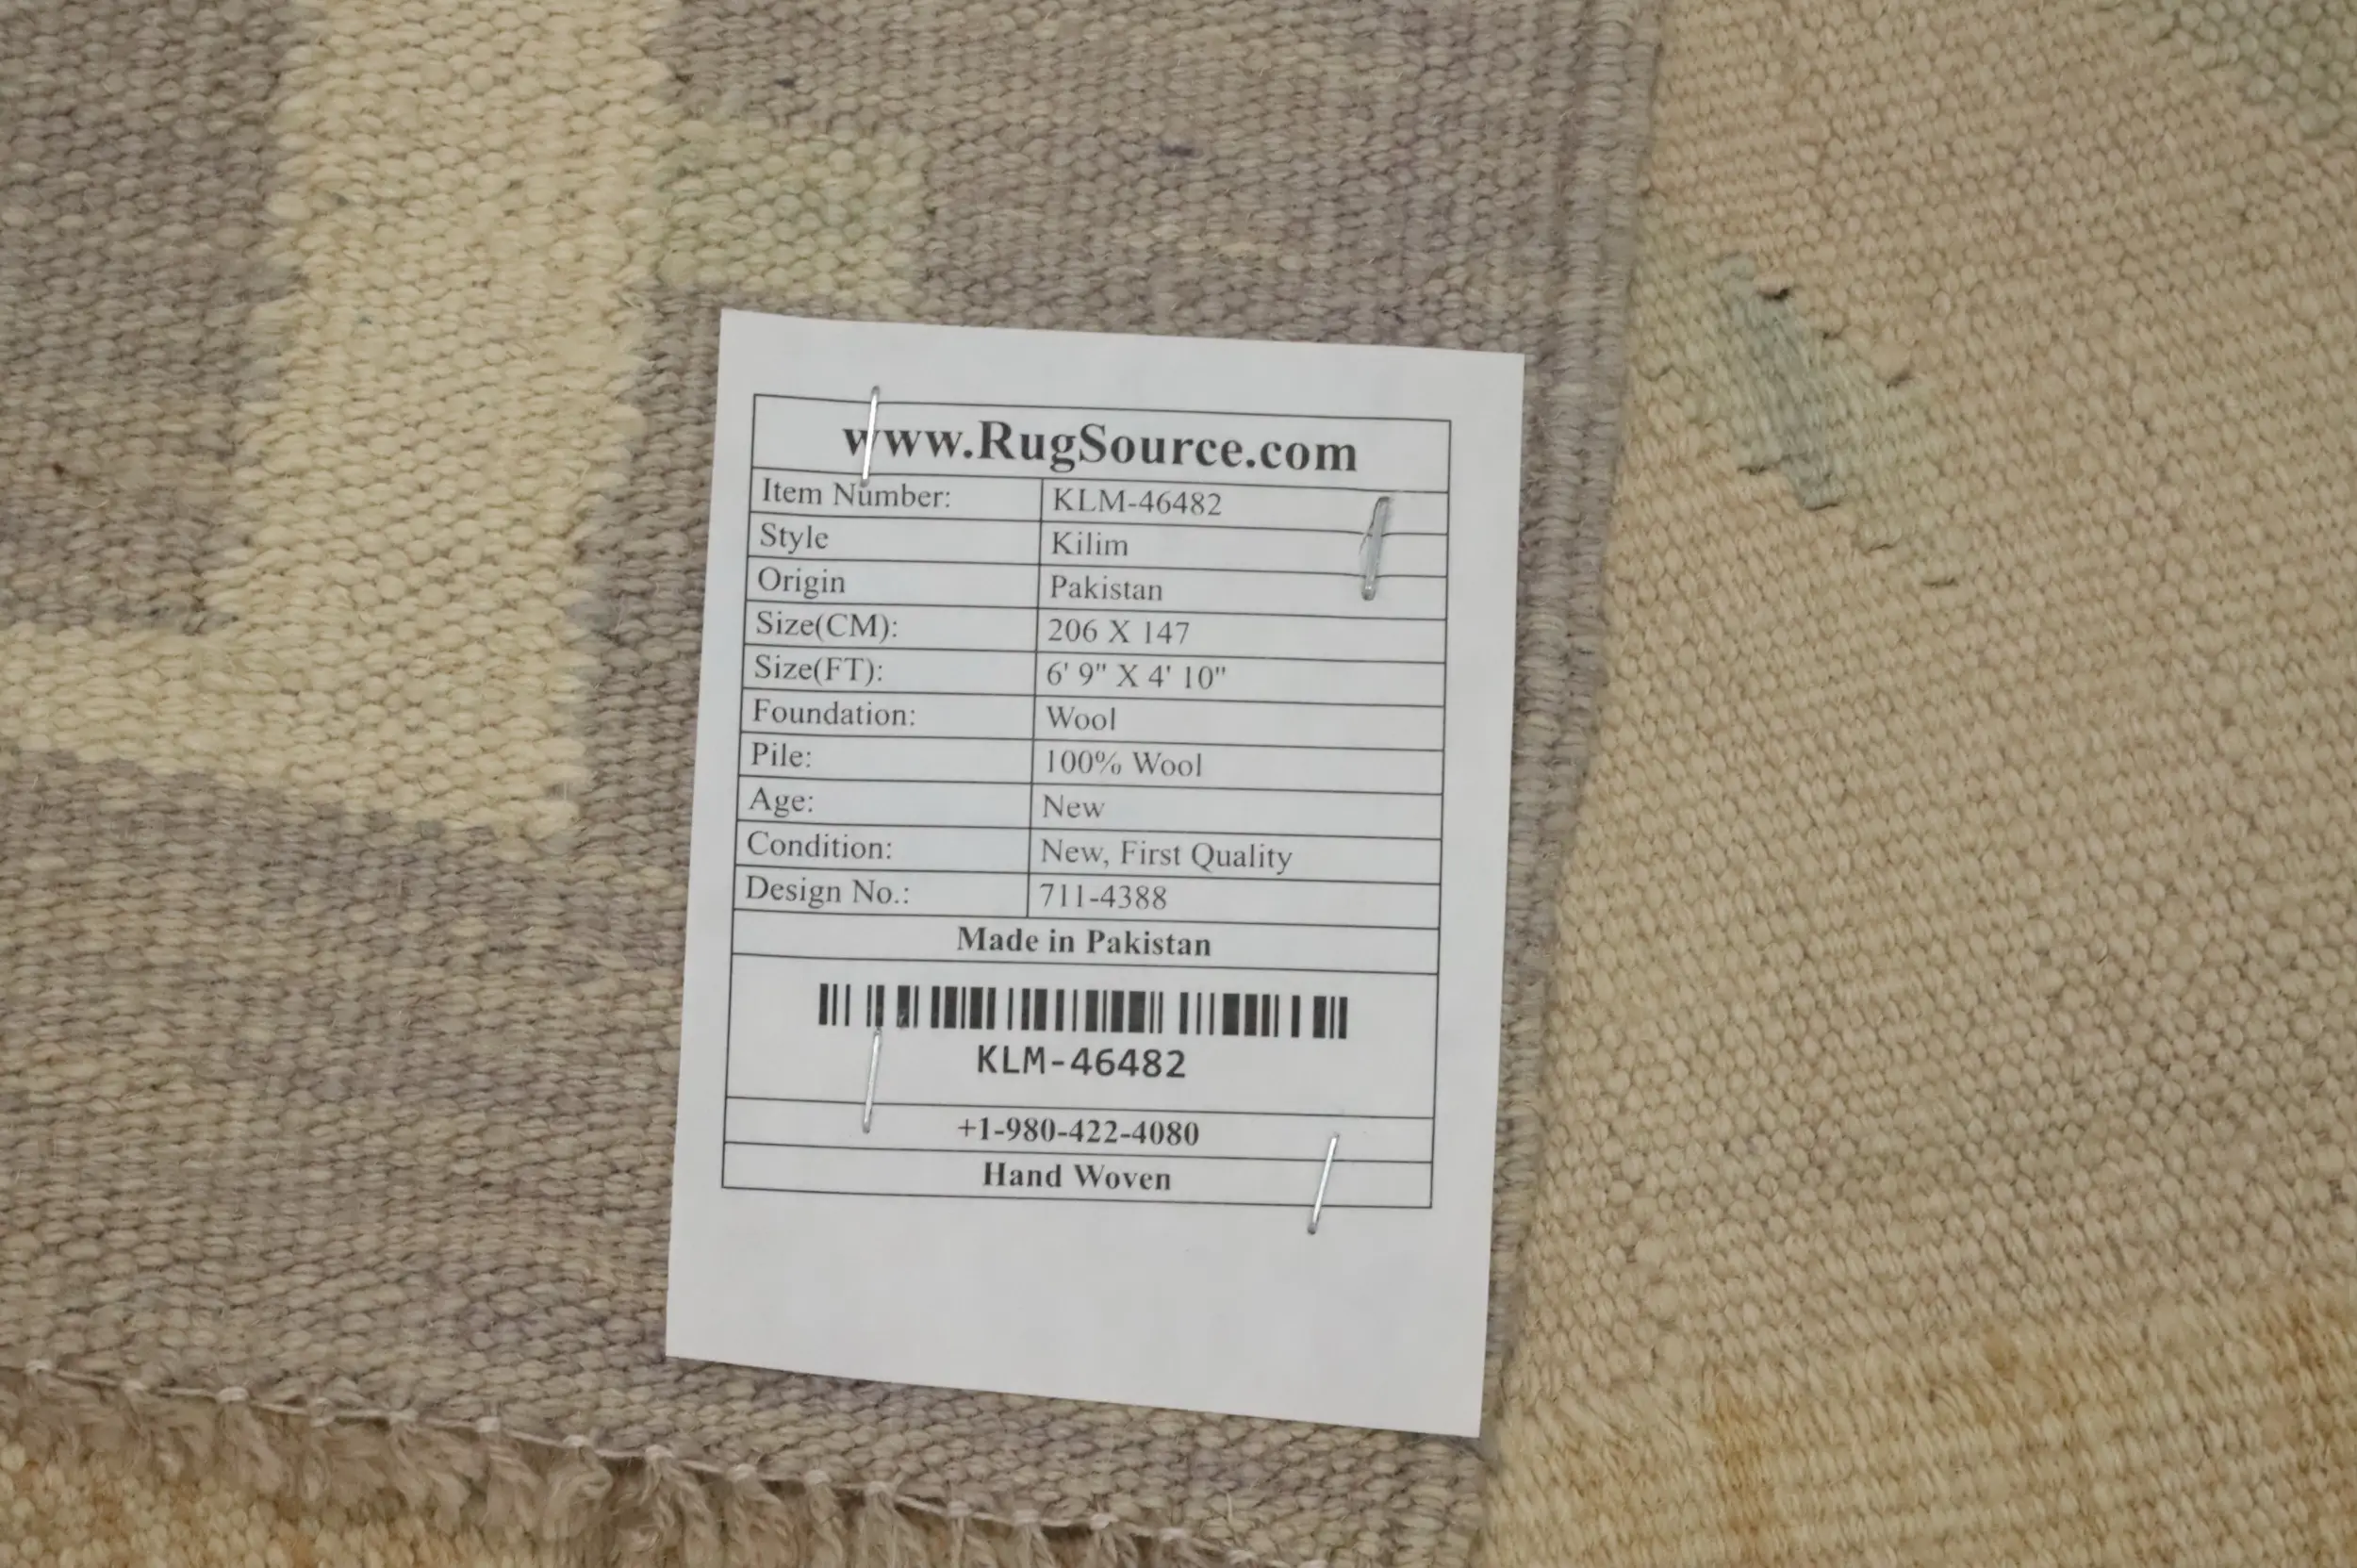 www.RugSource.com
Item Number: KLM-46482
Style Kilim
Origin Pakistan
Size(CM): 206 X 147
Size(FT): 6' 9" X 4' 10"
Foundation: Wool
Pile: 100% Wool
Age: New
Condition: New, First Quality
Design No.: 711-4388
Made in Pakistan
KLM-46482
+1-980-422-4080
Hand Woven